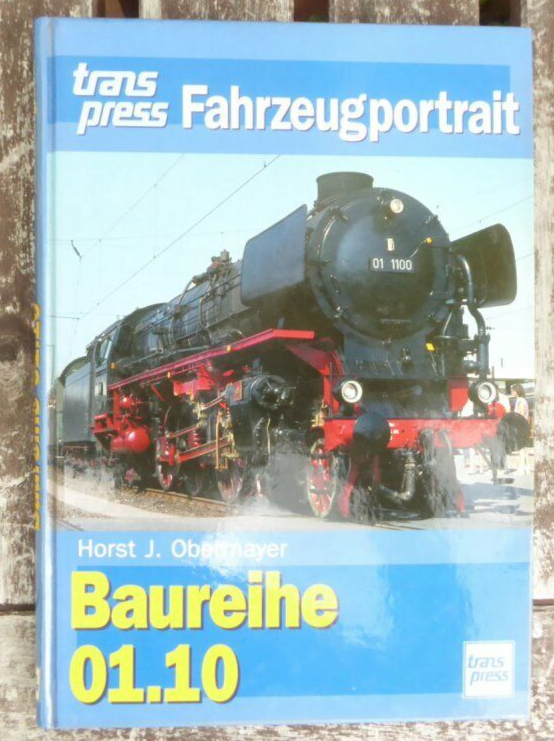 trans
press Fahrzeugportrait
01 1100
Horst J. Obermayer
Baureihe
01.10
trans
press